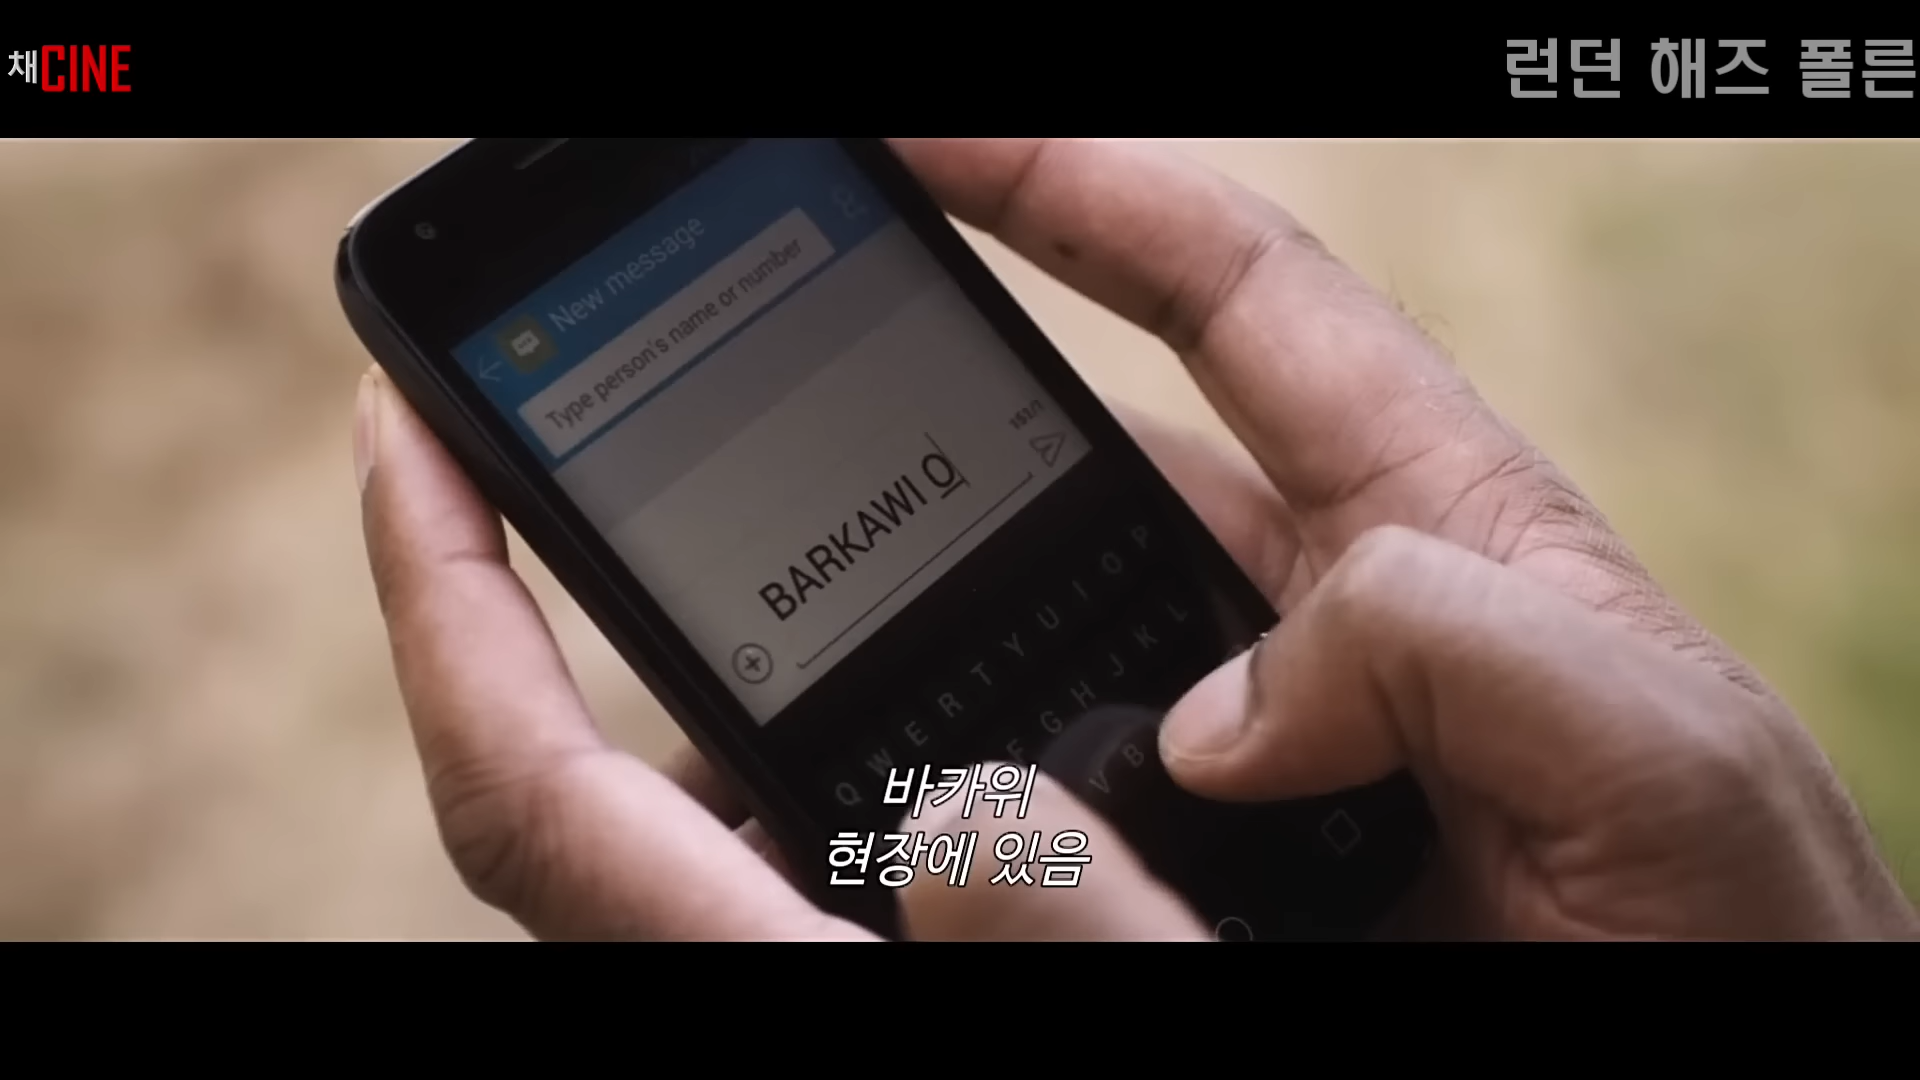 채CINE
런던 해즈 폴른
New message
Type person's name or number
BARKAWI O
Q W E R T Y U I O P
G H J K L
V B
바카위
현장에 있음